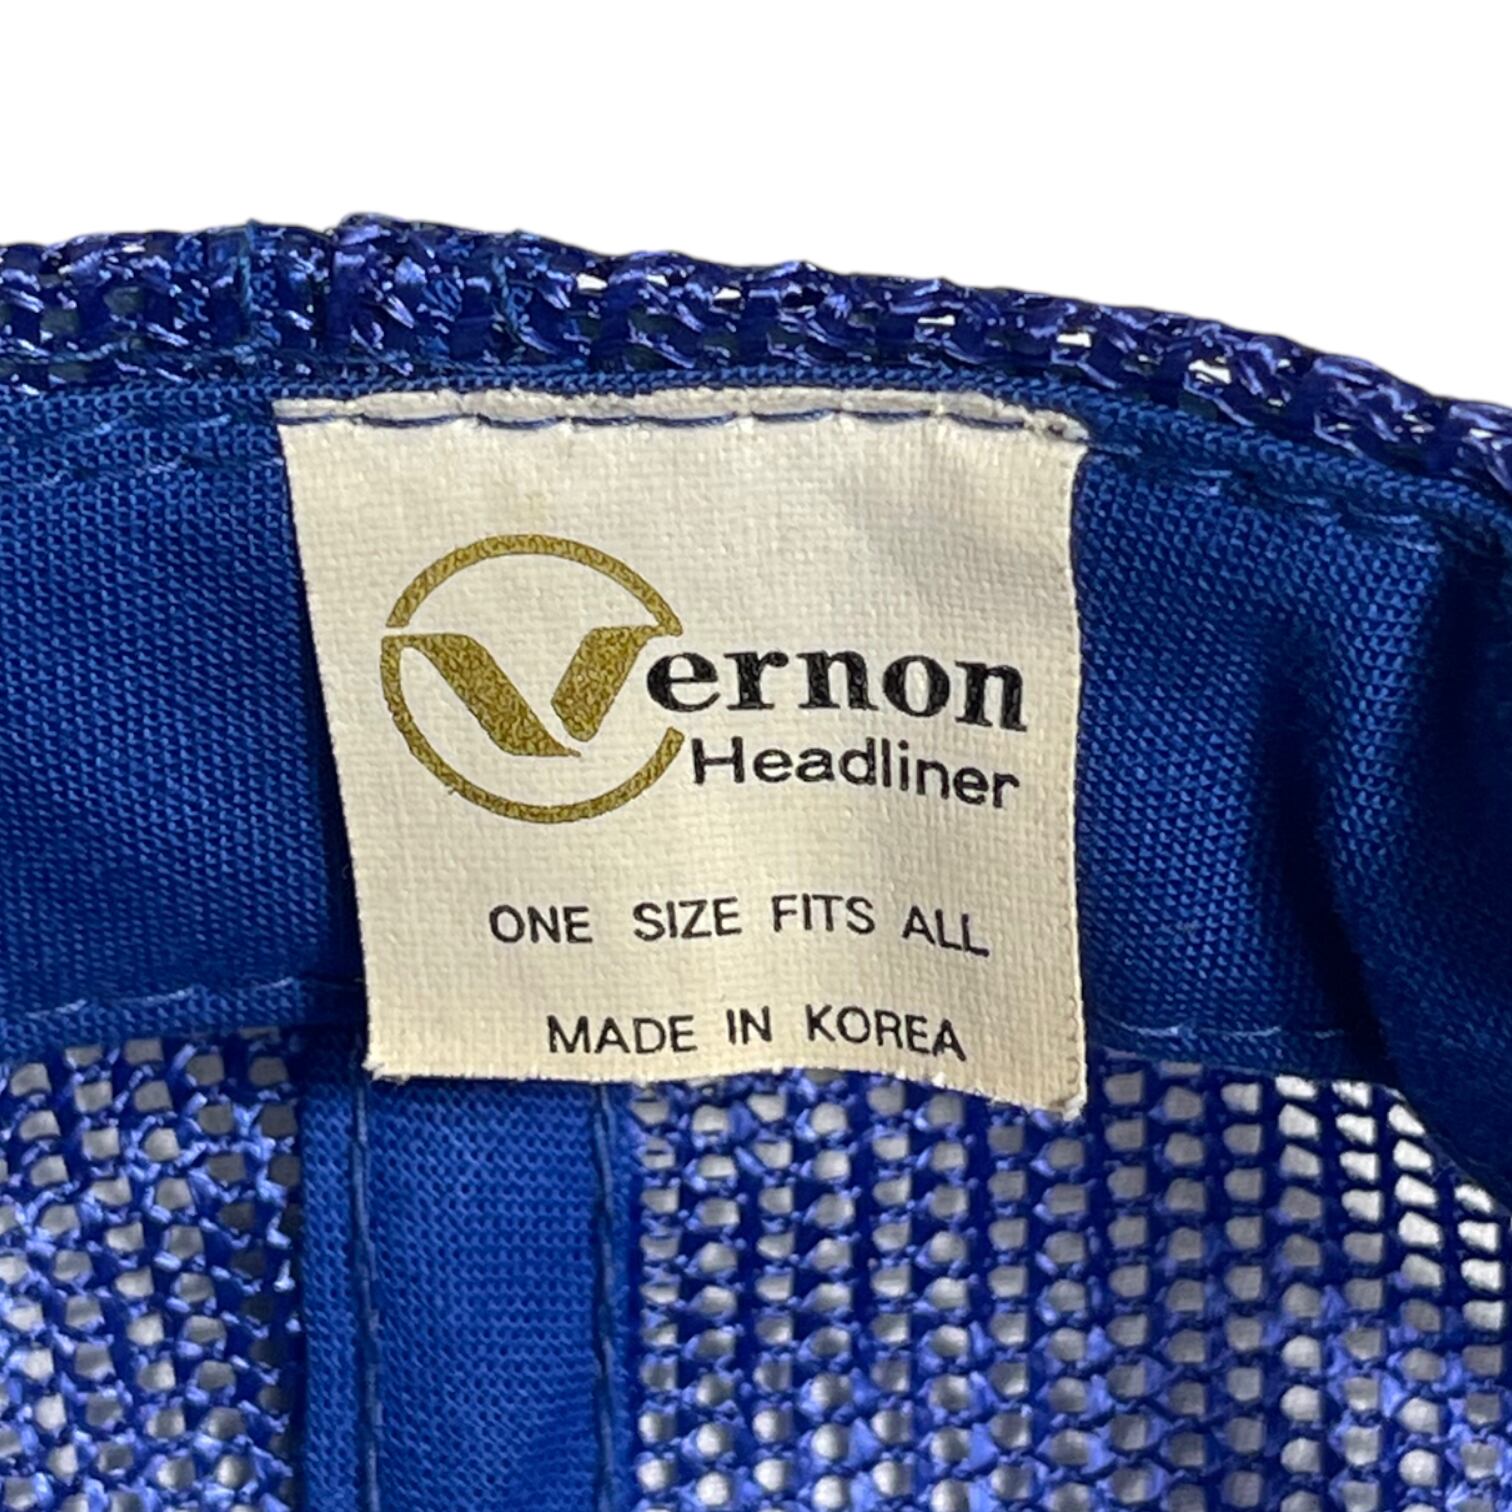 Vernon
Headliner
ONE SIZE FITS ALL
MADE IN KOREA